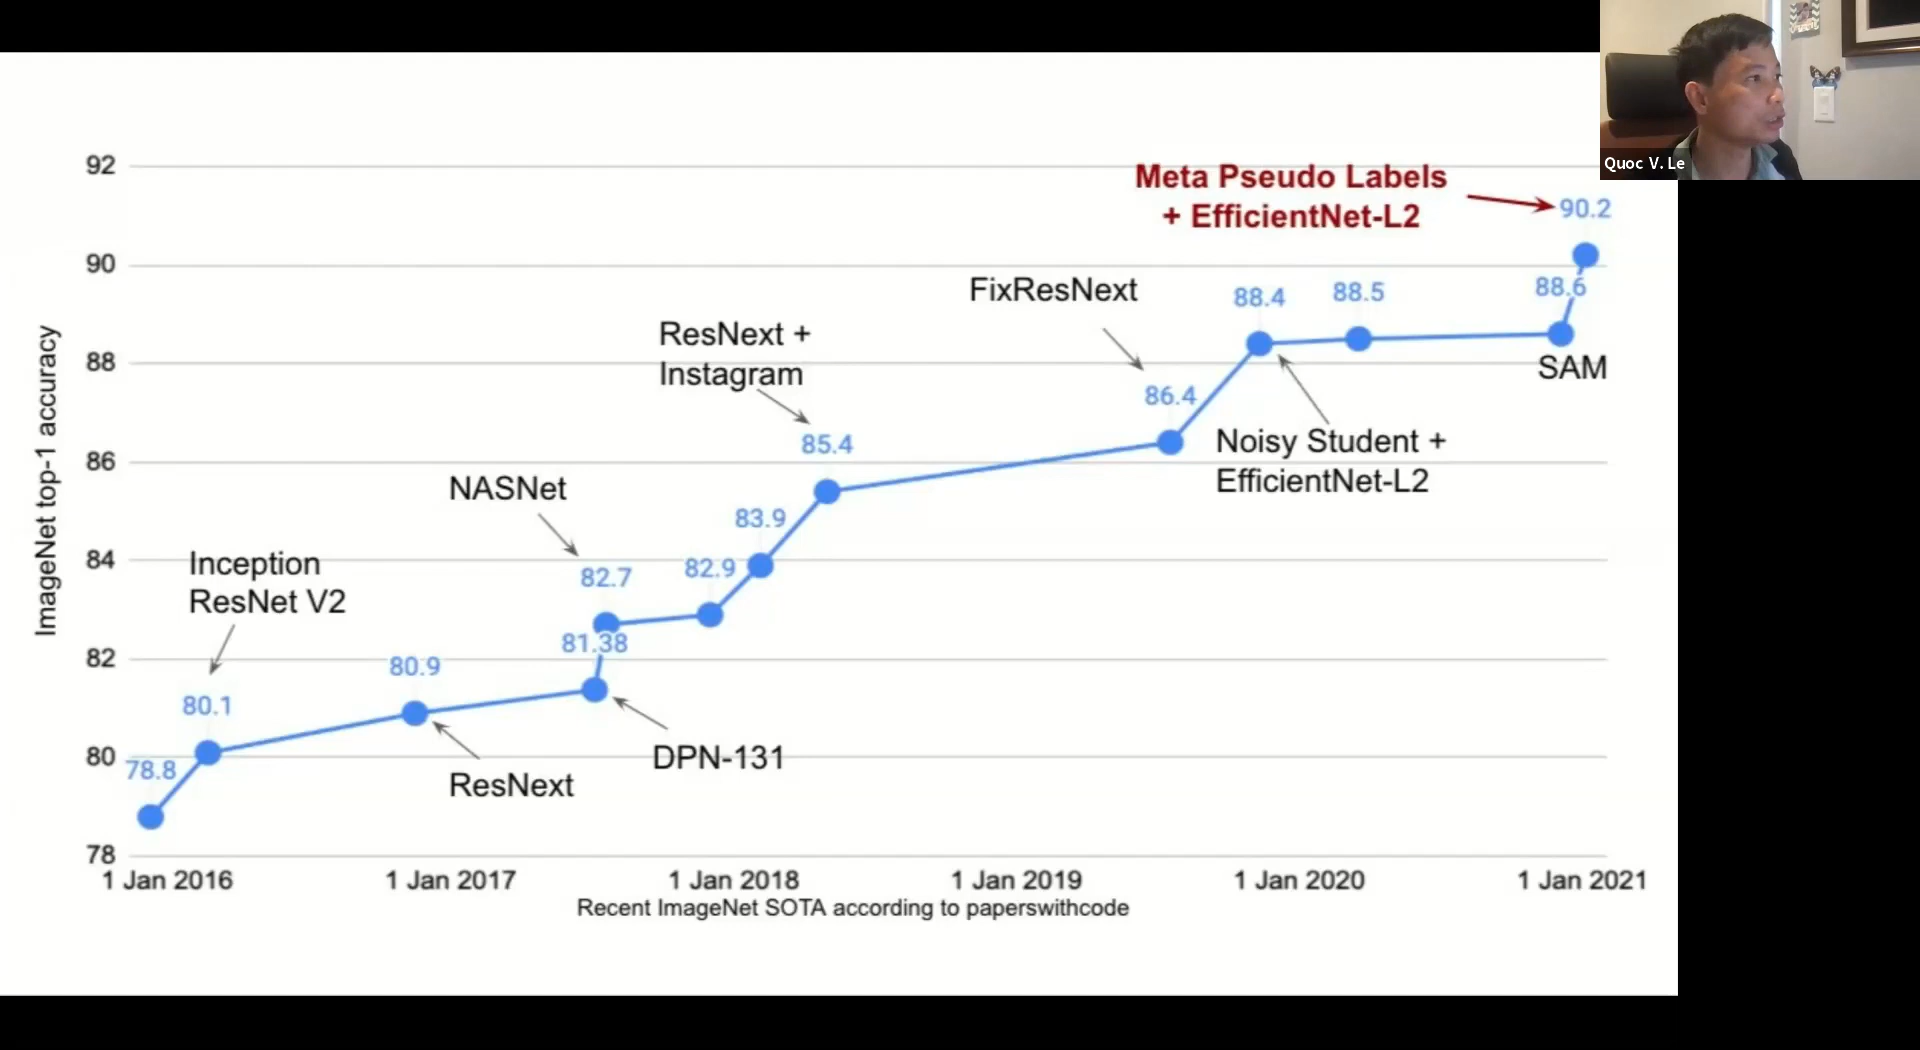 Quoc V. Le
92
90
88
86
84
82
80
78
ImageNet top-1 accuracy
Meta Pseudo Labels
+ EfficientNet-L2
90.2
FixResNext
88.4
88.5
88.6
SAM
ResNext +
Instagram
86.4
85.4
Noisy Student +
EfficientNet-L2
NASNet
83.9
82.9
82.7
Inception
ResNet V2
81.38
80.9
80.1
78.8
DPN-131
ResNext
1 Jan 2016
1 Jan 2017
1 Jan 2018
1 Jan 2019
1 Jan 2020
1 Jan 2021
Recent ImageNet SOTA according to paperswithcode